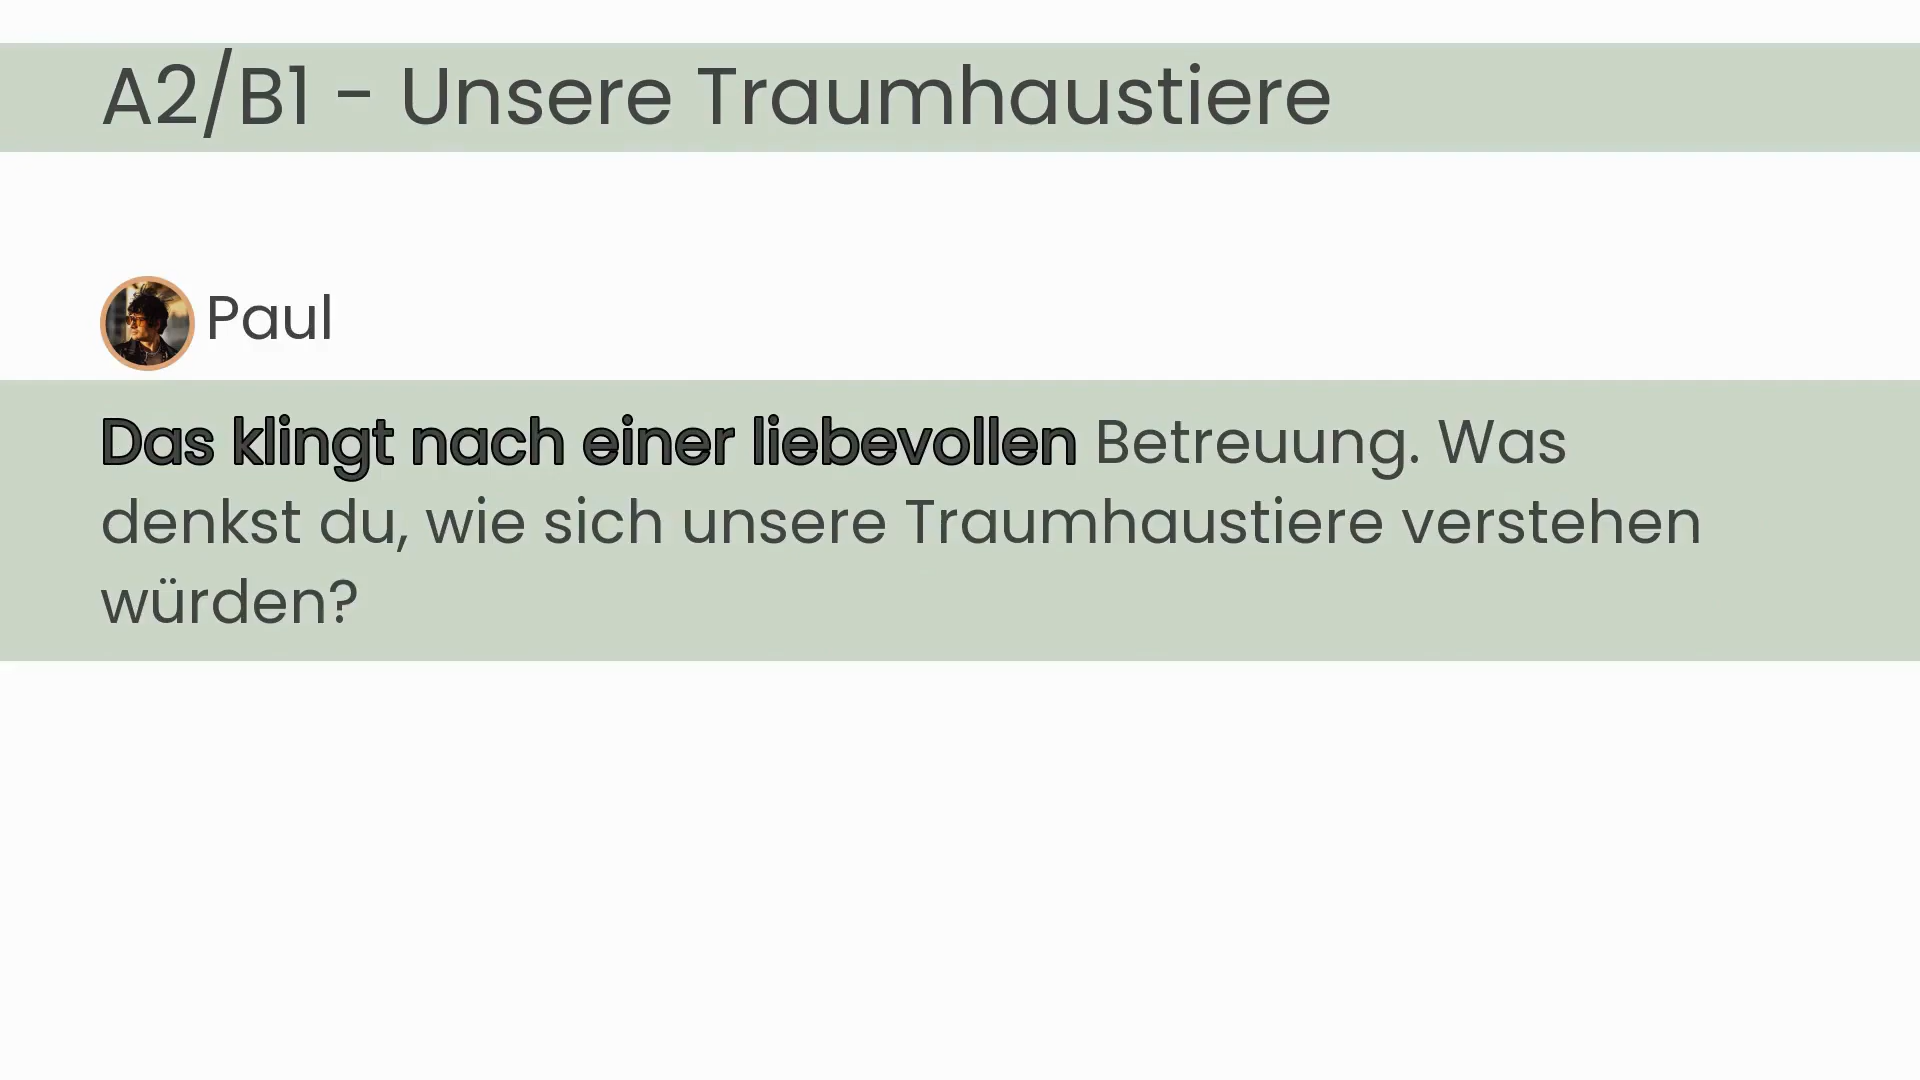 A2/B1 - Unsere Traumhaustiere
Paul
Das klingt nach einer liebevollen Betreuung. Was
denkst du, wie sich unsere Traumhaustiere verstehen
würden?